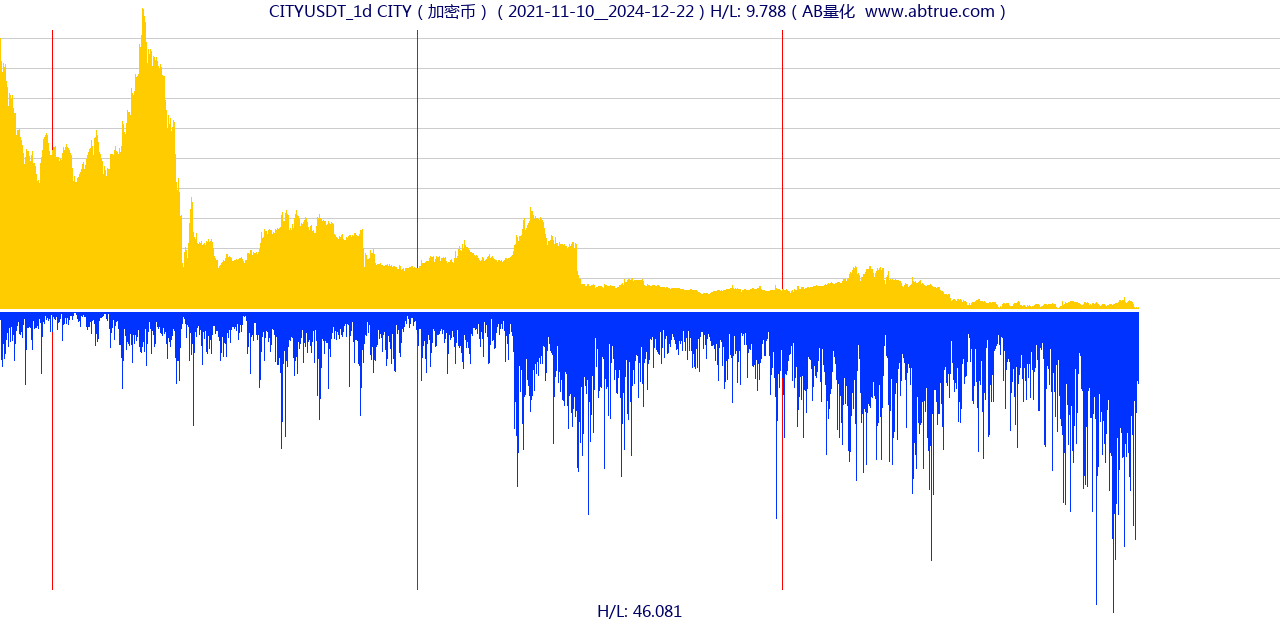 CITYUSDT_1d CITY ( 加密币 ) ( 2021-11-10__2024-12-22 ) H/L: 9.788 ( AB量化  www.abtrue.com )
H/L: 46.081